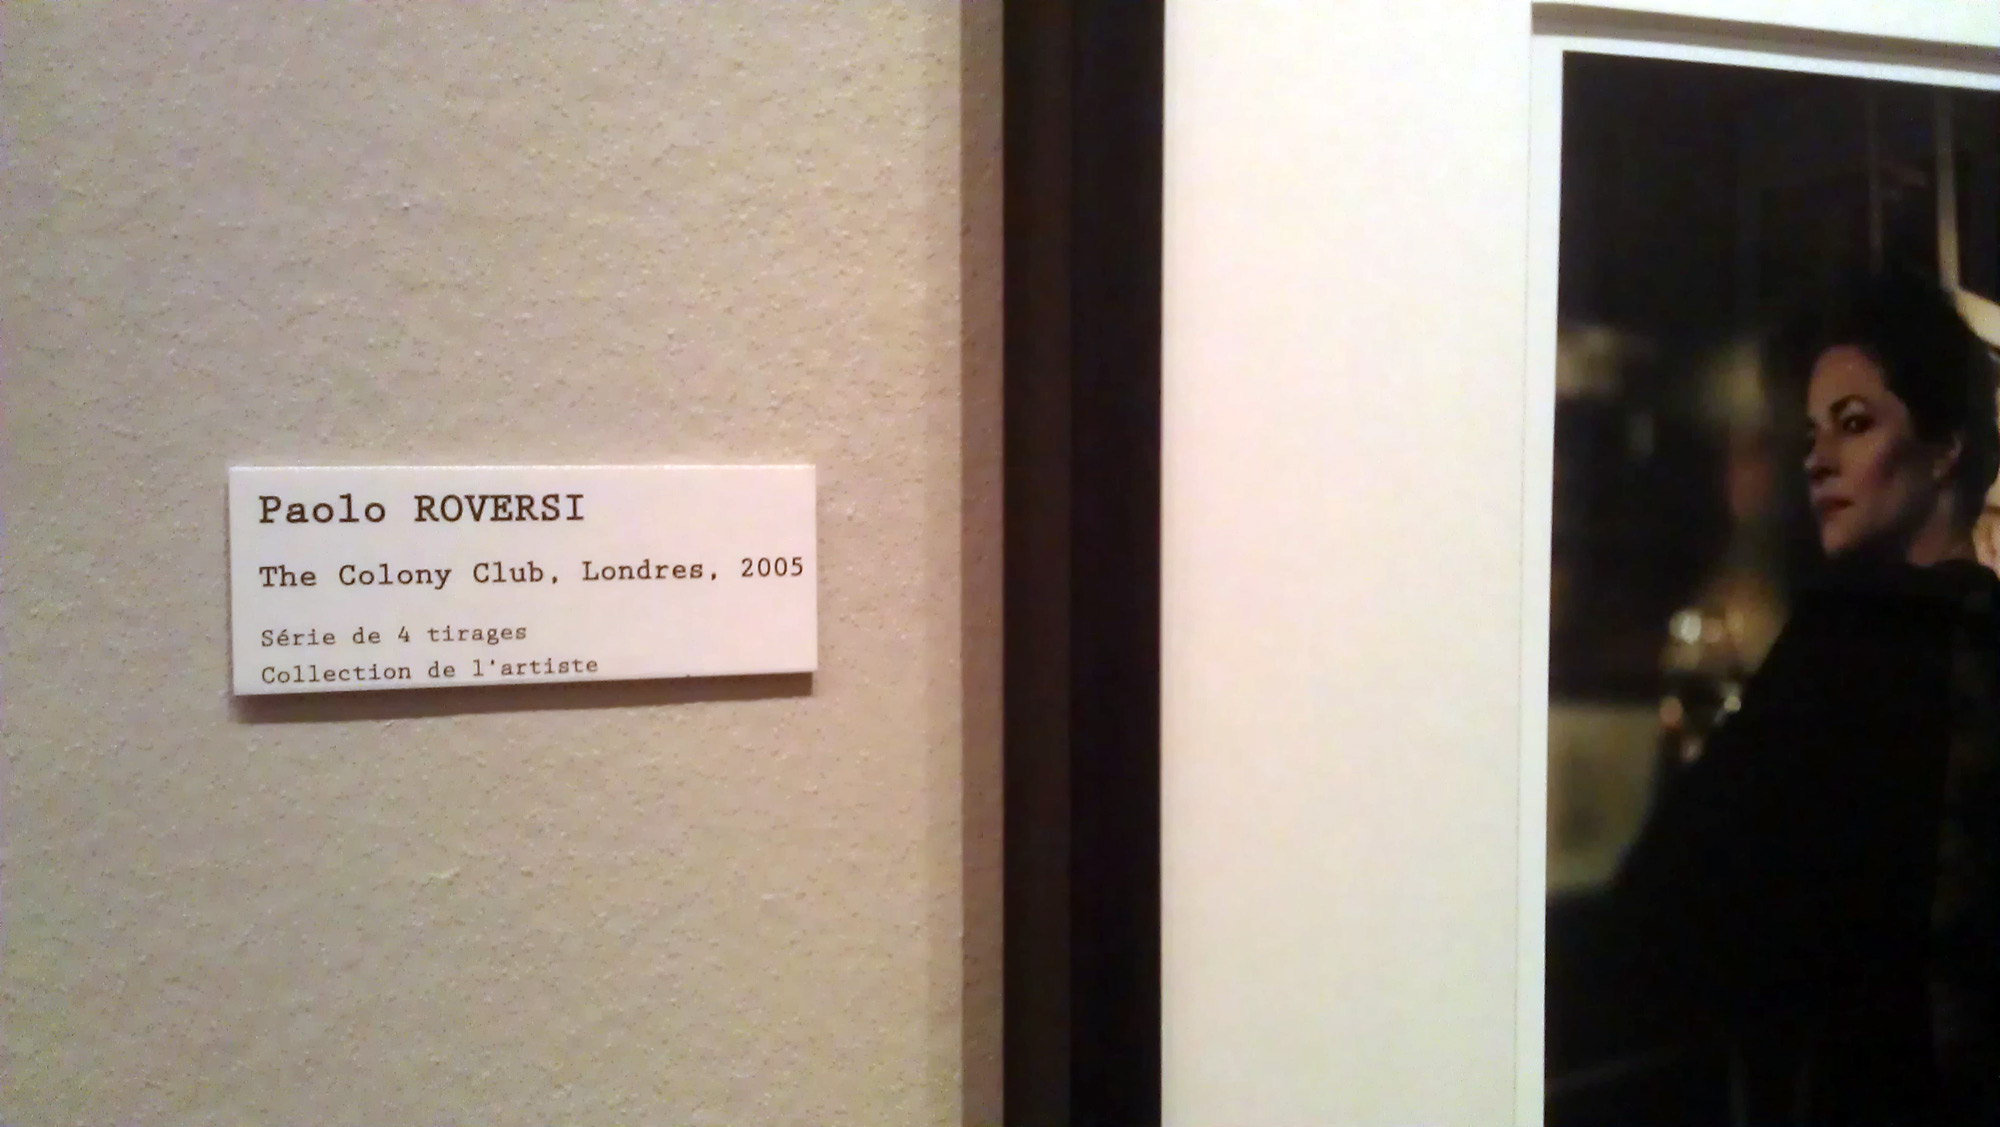 Paolo ROVERSI
The Colony Club, Londres, 2005
Série de 4 tirages
Collection de l'artiste